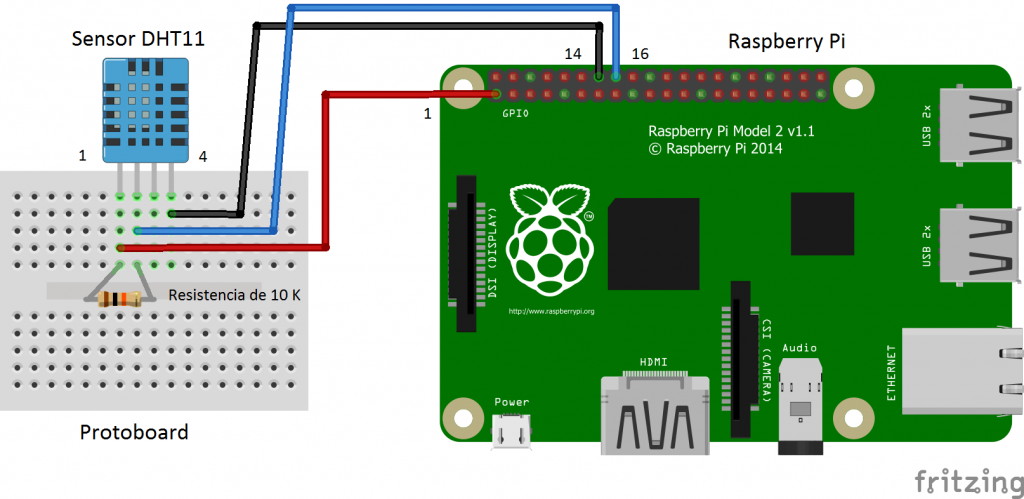 Sensor DHT11
Raspberry Pi
14
16
1
GPIO
1
4
Raspberry Pi Model 2 v1.1
© Raspberry Pi 2014
USB 2x
DSI (DISPLAY)
TM
USB 2x
Resistencia de 10 K
http://www.raspberrypi.org
CSI (CAMERA)
Audio
ETHERNET
HDMI
Power
Protoboard
fritzing